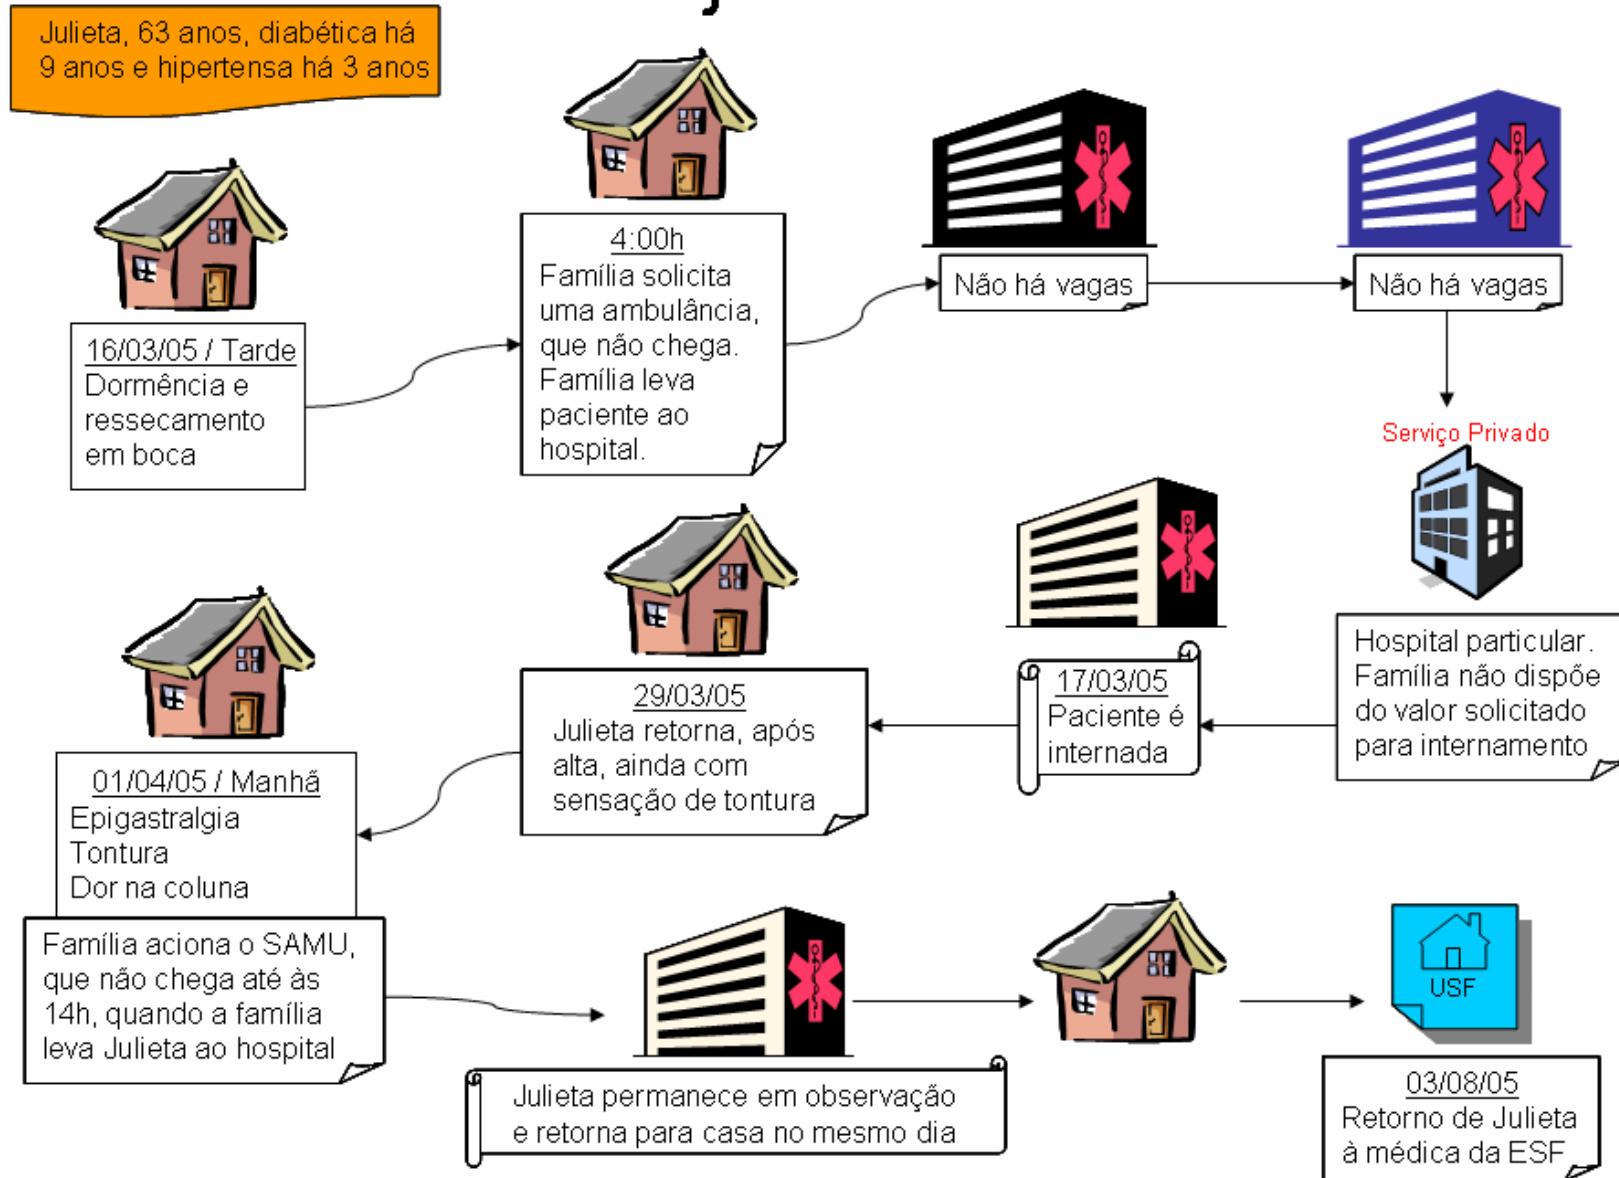 Julieta, 63 anos, diabética há
9 anos e hipertensa há 3 anos
16/03/05 / Tarde
Dormência e
ressecamento
em boca
4:00h
Família solicita
uma ambulância,
que não chega.
Família leva
paciente ao
hospital.
Não há vagas
Não há vagas
Serviço Privado
Hospital particular.
Família não dispõe
do valor solicitado
para internamento
17/03/05
Paciente é
internada
29/03/05
Julieta retorna, após
alta, ainda com
sensação de tontura
01/04/05 / Manhã
Epigastralgia
Tontura
Dor na coluna
Família aciona o SAMU,
que não chega até às
14h, quando a família
leva Julieta ao hospital
Julieta permanece em observação
e retorna para casa no mesmo dia
USF
03/08/05
Retorno de Julieta
à médica da ESF